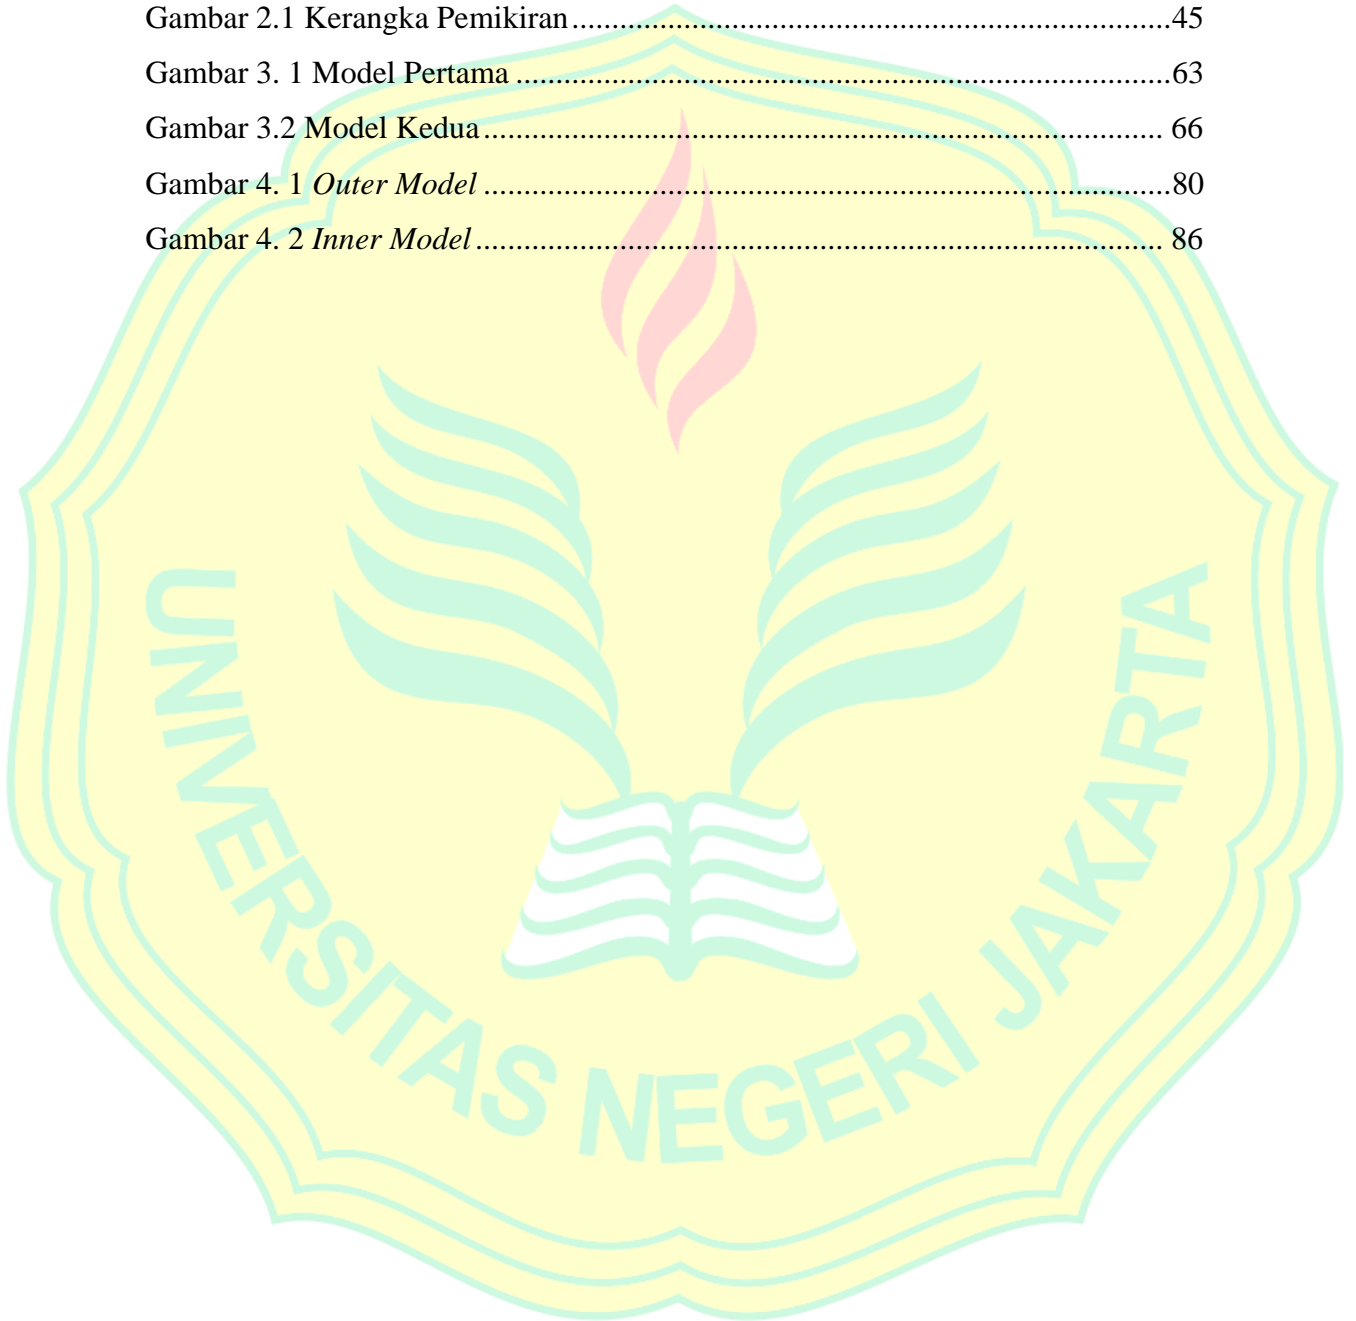 Gambar 2.1 Kerangka Pemikiran............................................................................45
Gambar 3. 1 Model Pertama ...................................................................................63
Gambar 3.2 Model Kedua...................................................................................... 66
Gambar 4. 1 Outer Model .......................................................................................80
Gambar 4. 2 Inner Model....................................................................................... 86
UNIVERSITAS NEGERI JAKARTA